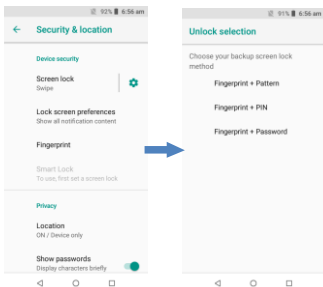 92% 6:56 am
Security & location
Device security
Screen lock
Swipe
Lock screen preferences
Show all notification content
Fingerprint
Smart Lock
To use, first set a screen lock
Privacy
Location
ON / Device only
Show passwords
Display characters briefly
91% 6:56 am
Unlock selection
Choose your backup screen lock
method
Fingerprint + Pattern
Fingerprint + PIN
Fingerprint + Password